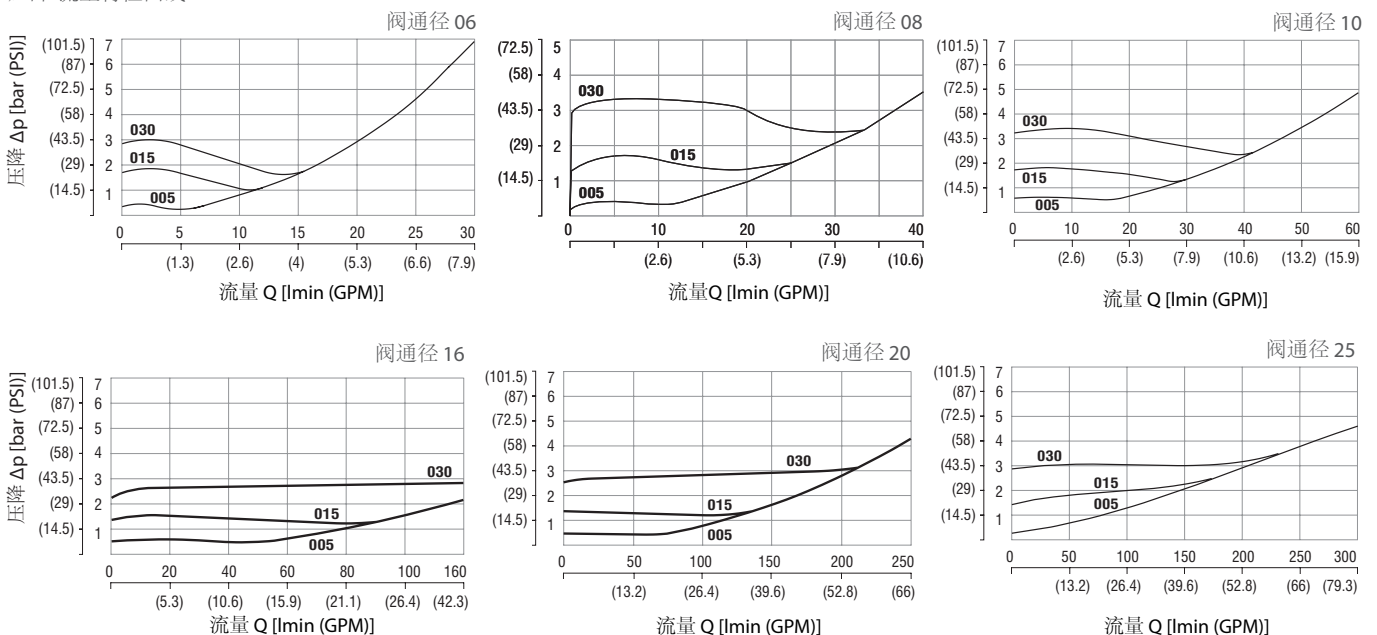 阀通径 06
压降 Δp [bar (PSI)]
(101.5) 7
(87) 6
(72.5) 5
(58) 4
(43.5) 3
(29) 2
(14.5) 1
030
015
005
0 5 10 15 20 25 30
(1.3) (2.6) (4) (5.3) (6.6) (7.9)
流量 Q [lmin (GPM)]
阀通径 08
(72.5) 5
(58) 4
(43.5) 3
(29) 2
(14.5) 1
030
015
005
0 10 20 30 40
(2.6) (5.3) (7.9) (10.6)
流量Q [lmin (GPM)]
阀通径 10
(101.5) 7
(87) 6
(72.5) 5
(58) 4
(43.5) 3
(29) 2
(14.5) 1
030
015
005
0 10 20 30 40 50 60
(2.6) (5.3) (7.9) (10.6) (13.2) (15.9)
流量 Q [lmin (GPM)]
阀通径 16
压降 Δp [bar (PSI)]
(101.5) 7
(87) 6
(72.5) 5
(58) 4
(43.5) 3
(29) 2
(14.5) 1
030
015
005
0 20 40 60 80 100 160
(5.3) (10.6) (15.9) (21.1) (26.4) (42.3)
流量 Q [lmin (GPM)]
阀通径 20
(101.5) 7
(87) 6
(72.5) 5
(58) 4
(43.5) 3
(29) 2
(14.5) 1
030
015
005
0 50 100 150 200 250
(13.2) (26.4) (39.6) (52.8) (66)
流量 Q [lmin (GPM)]
阀通径 25
(101.5) 7
(87) 6
(72.5) 5
(58) 4
(43.5) 3
(29) 2
(14.5) 1
030
015
005
0 50 100 150 200 250 300
(13.2) (26.4) (39.6) (52.8) (66) (79.3)
流量 Q [lmin (GPM)]